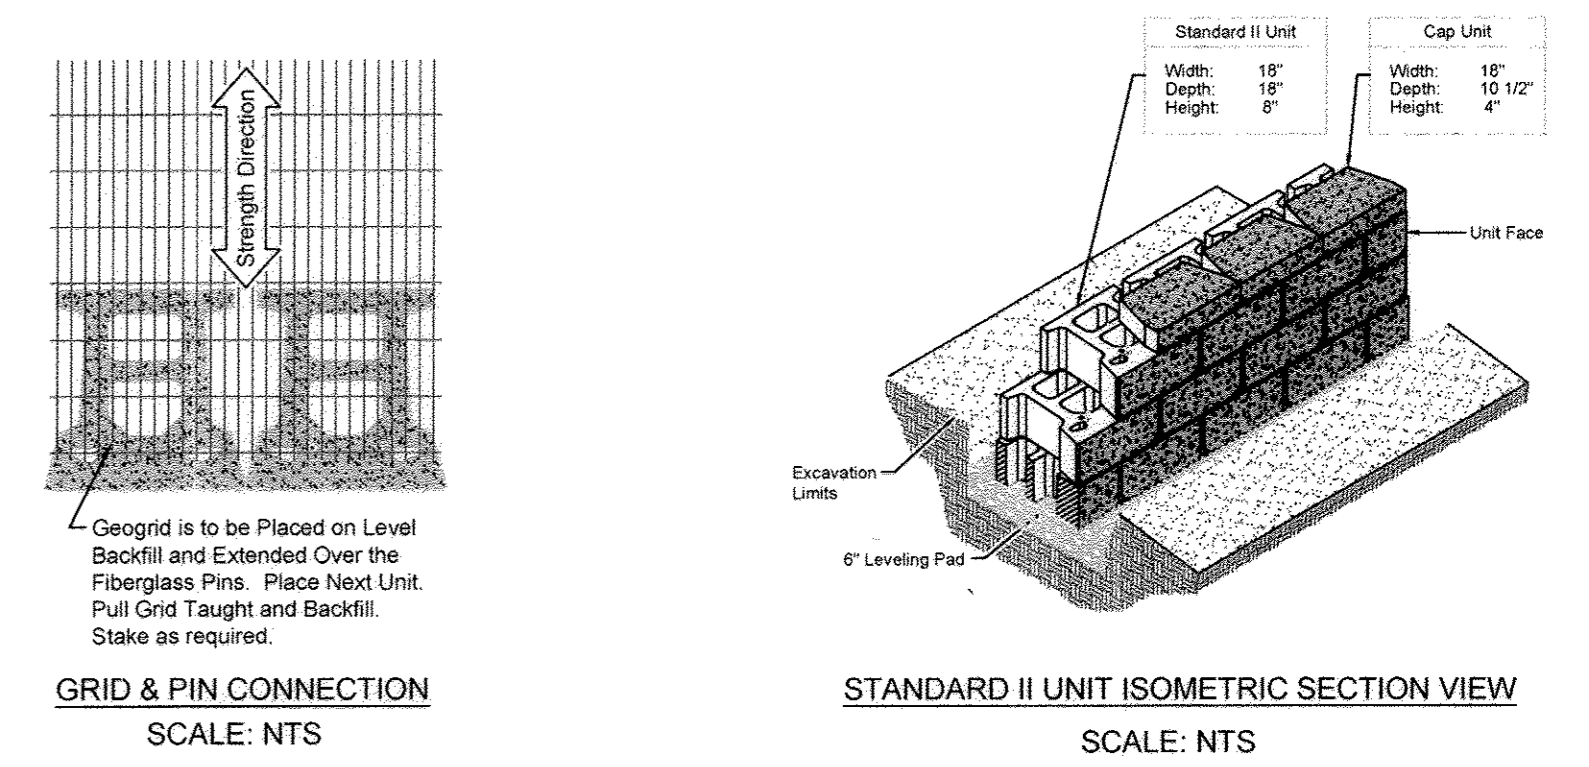 Strength Direction
Geogrid is to be Placed on Level
Backfill and Extended Over the
Fiberglass Pins. Place Next Unit.
Pull Grid Taught and Backfill.
Stake as required.
GRID & PIN CONNECTION
SCALE: NTS
Standard II Unit
Width: 18"
Depth: 18"
Height: 8"
Cap Unit
Width: 18"
Depth: 10 1/2"
Height: 4"
Unit Face
Excavation
Limits
6" Leveling Pad
STANDARD II UNIT ISOMETRIC SECTION VIEW
SCALE: NTS